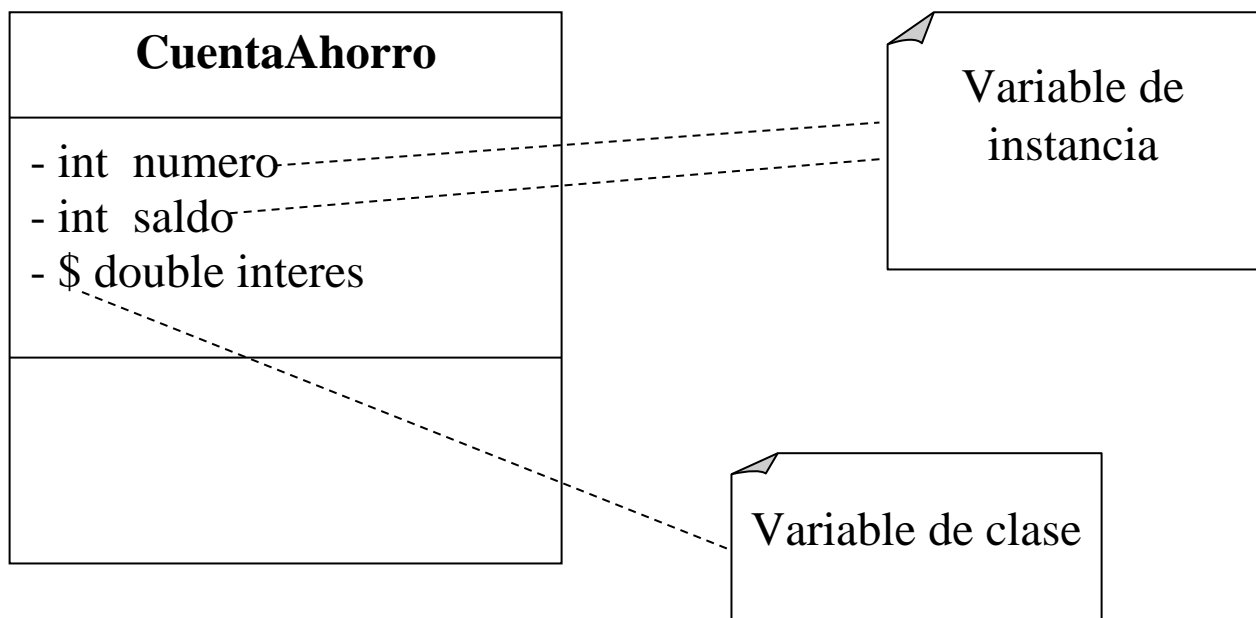 CuentaAhorro
- int numero
- int saldo
- $ double interes
Variable de
instancia
Variable de clase